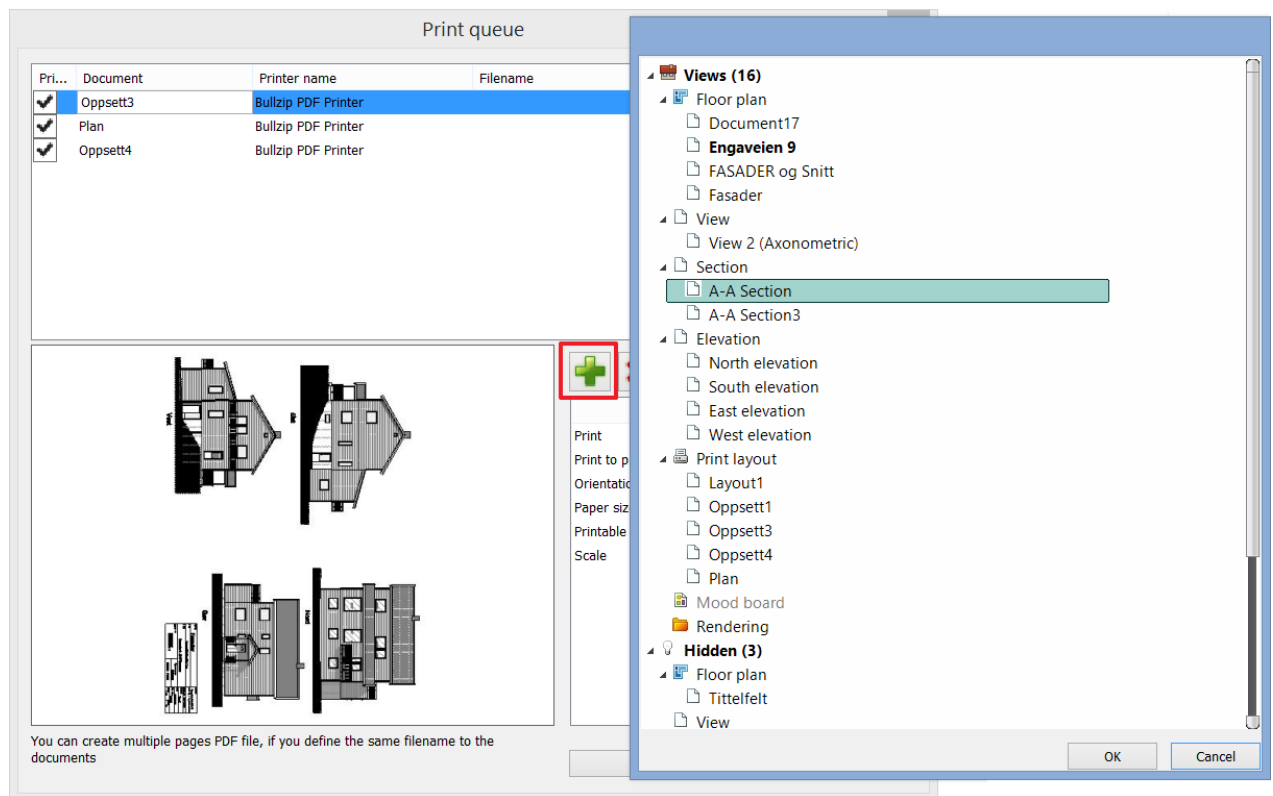 Print queue
Pri... Document Printer name Filename
Oppsett3 Bullzip PDF Printer
Plan Bullzip PDF Printer
Oppsett4 Bullzip PDF Printer
Print
Print to p
Orientatic
Paper siz
Printable
Scale
You can create multiple pages PDF file, if you define the same filename to the
documents
Views (16)
Floor plan
Document17
Engaveien 9
FASADER og Snitt
Fasader
View
View 2 (Axonometric)
Section
A-A Section
A-A Section3
Elevation
North elevation
South elevation
East elevation
West elevation
Print layout
Layout1
Oppsett1
Oppsett3
Oppsett4
Plan
Mood board
Rendering
Hidden (3)
Floor plan
Tittelfelt
View
OK Cancel